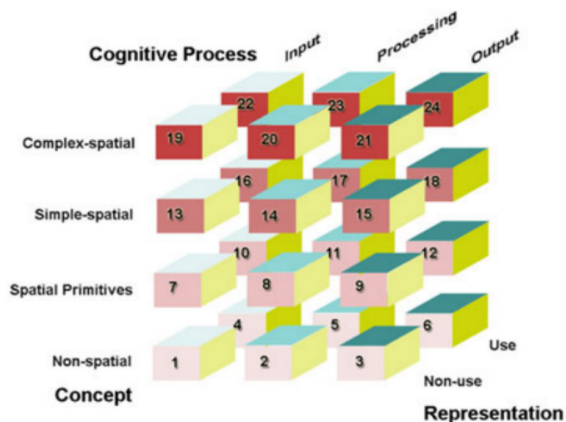 Cognitive Process
Input
Processing
Output
22 23 24
Complex-spatial
19 20 21
16 17 18
Simple-spatial
13 14 15
10 11 12
Spatial Primitives
7 8 9
4 5 6
Use
Non-spatial
1 2 3
Non-use
Concept
Representation